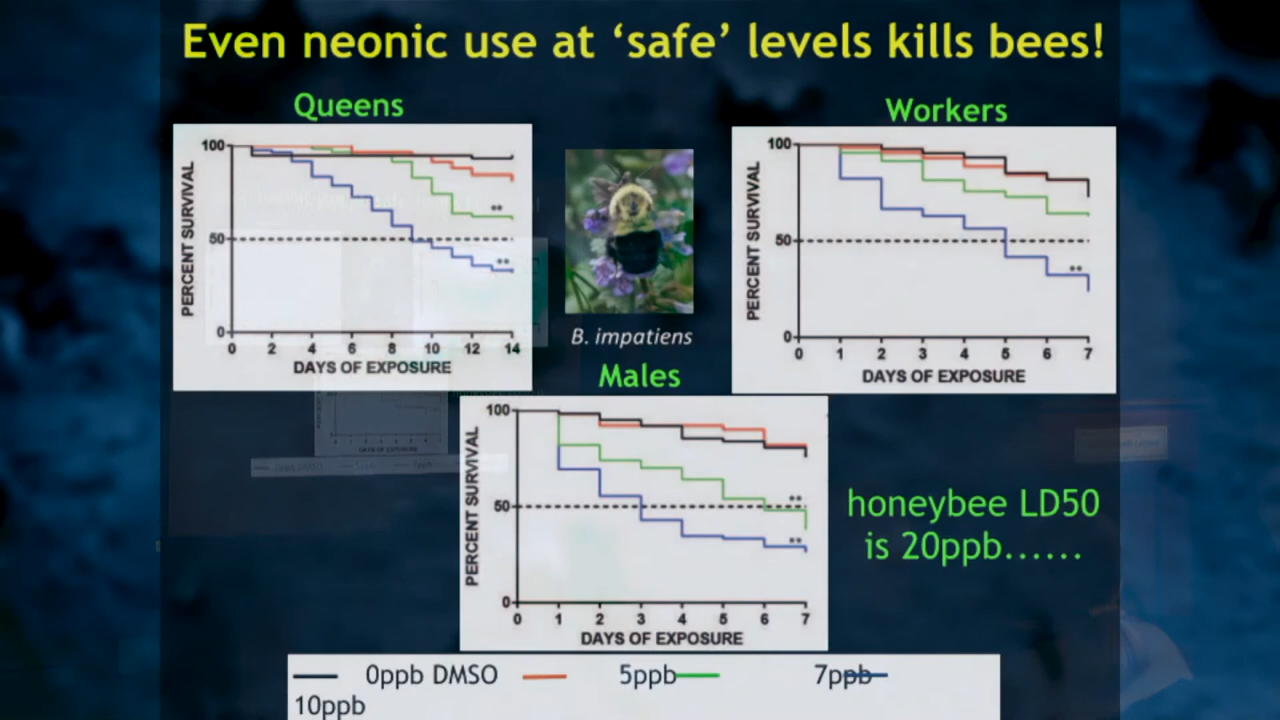 Even neonic use at ‘safe’ levels kills bees!
Queens
PERCENT SURVIVAL
100
50
0
0 2 4 6 8 10 12 14
DAYS OF EXPOSURE
**
**
B. impatiens
Workers
PERCENT SURVIVAL
100
50
0
0 1 2 3 4 5 6 7
DAYS OF EXPOSURE
**
Males
PERCENT SURVIVAL
100
50
0
0 1 2 3 4 5 6 7
DAYS OF EXPOSURE
**
**
honeybee LD50
is 20ppb......
0ppb DMSO 5ppb 7ppb
10ppb